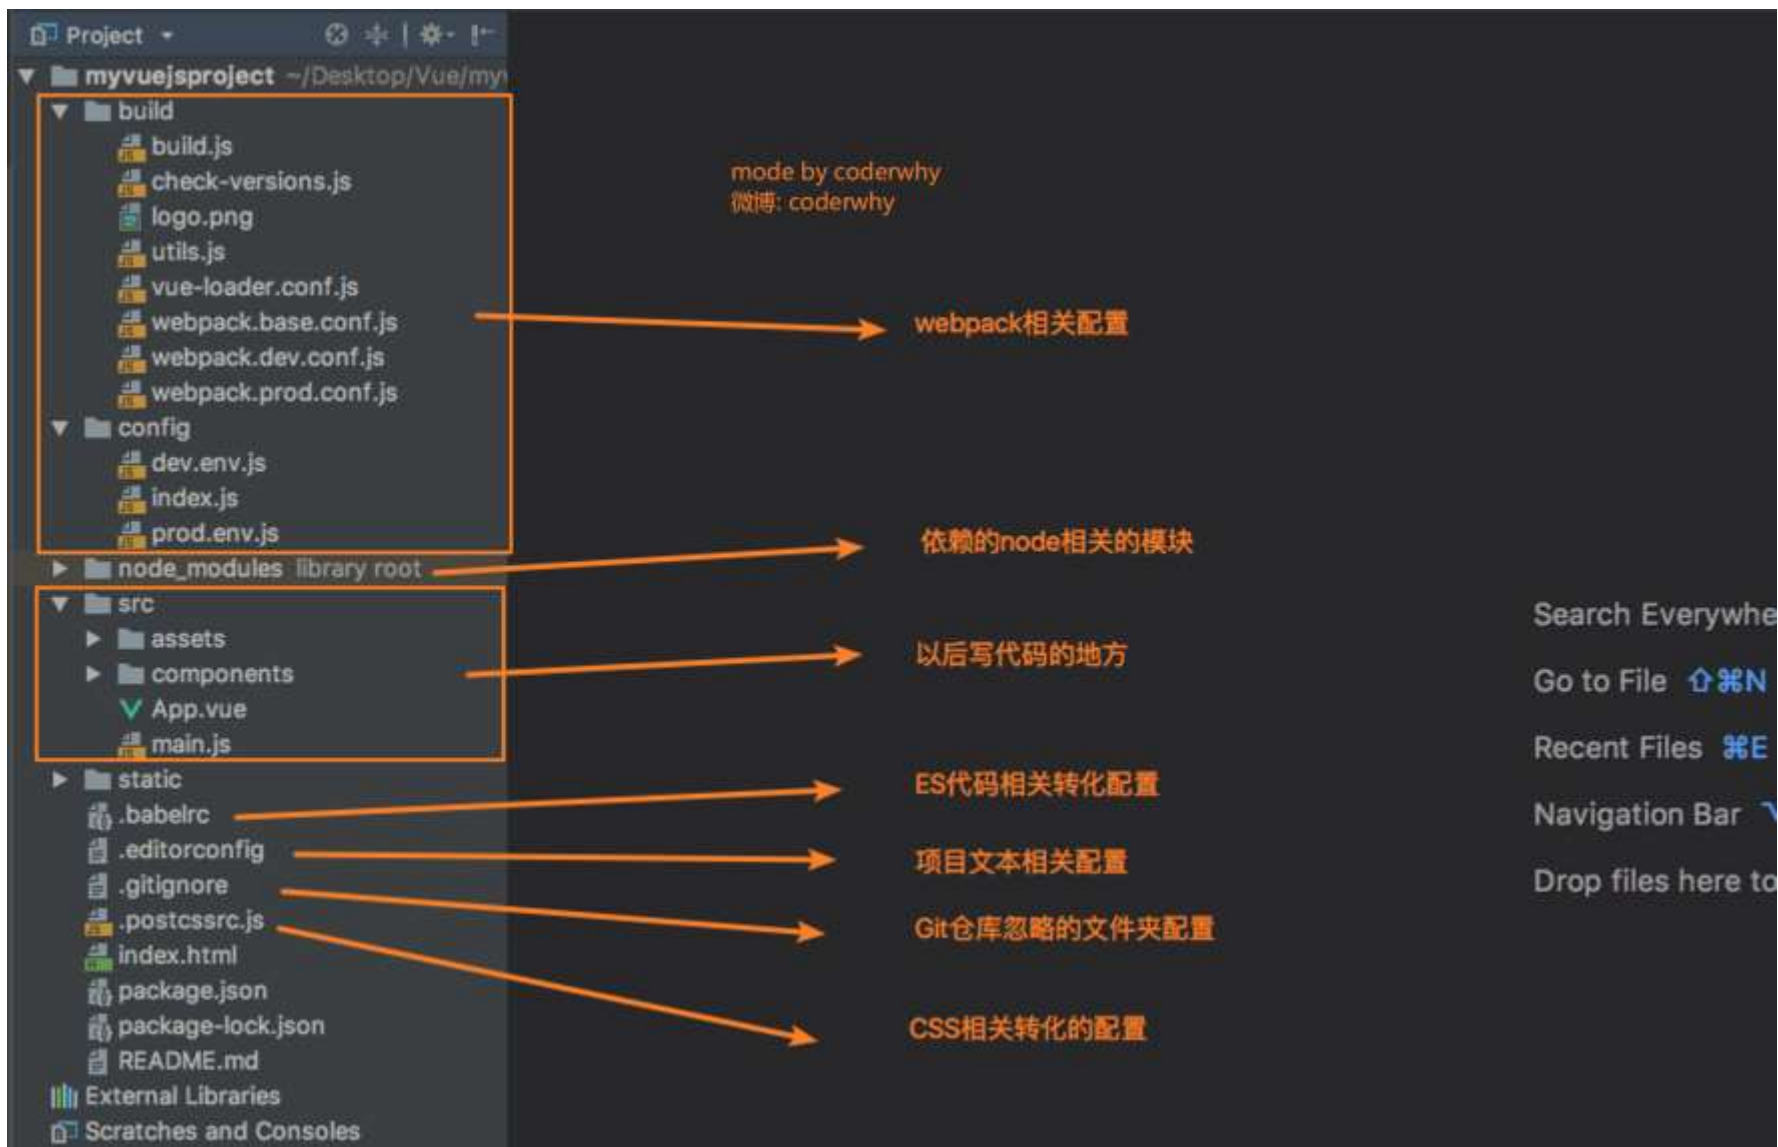 Project
myvuejsproject ~/Desktop/Vue/my
build
build.js
check-versions.js
logo.png
utils.js
vue-loader.conf.js
webpack.base.conf.js
webpack.dev.conf.js
webpack.prod.conf.js
config
dev.env.js
index.js
prod.env.js
node_modules library root
src
assets
components
App.vue
main.js
static
.babelrc
.editorconfig
.gitignore
.postcssrc.js
index.html
package.json
package-lock.json
README.md
External Libraries
Scratches and Consoles
mode by coderwhy
微博: coderwhy
webpack相关配置
依赖的node相关的模块
以后写代码的地方
ES代码相关转化配置
项目文本相关配置
Git仓库忽略的文件夹配置
CSS相关转化的配置
Search Everywhe
Go to File ⇧⌘N
Recent Files ⌘E
Navigation Bar
Drop files here to